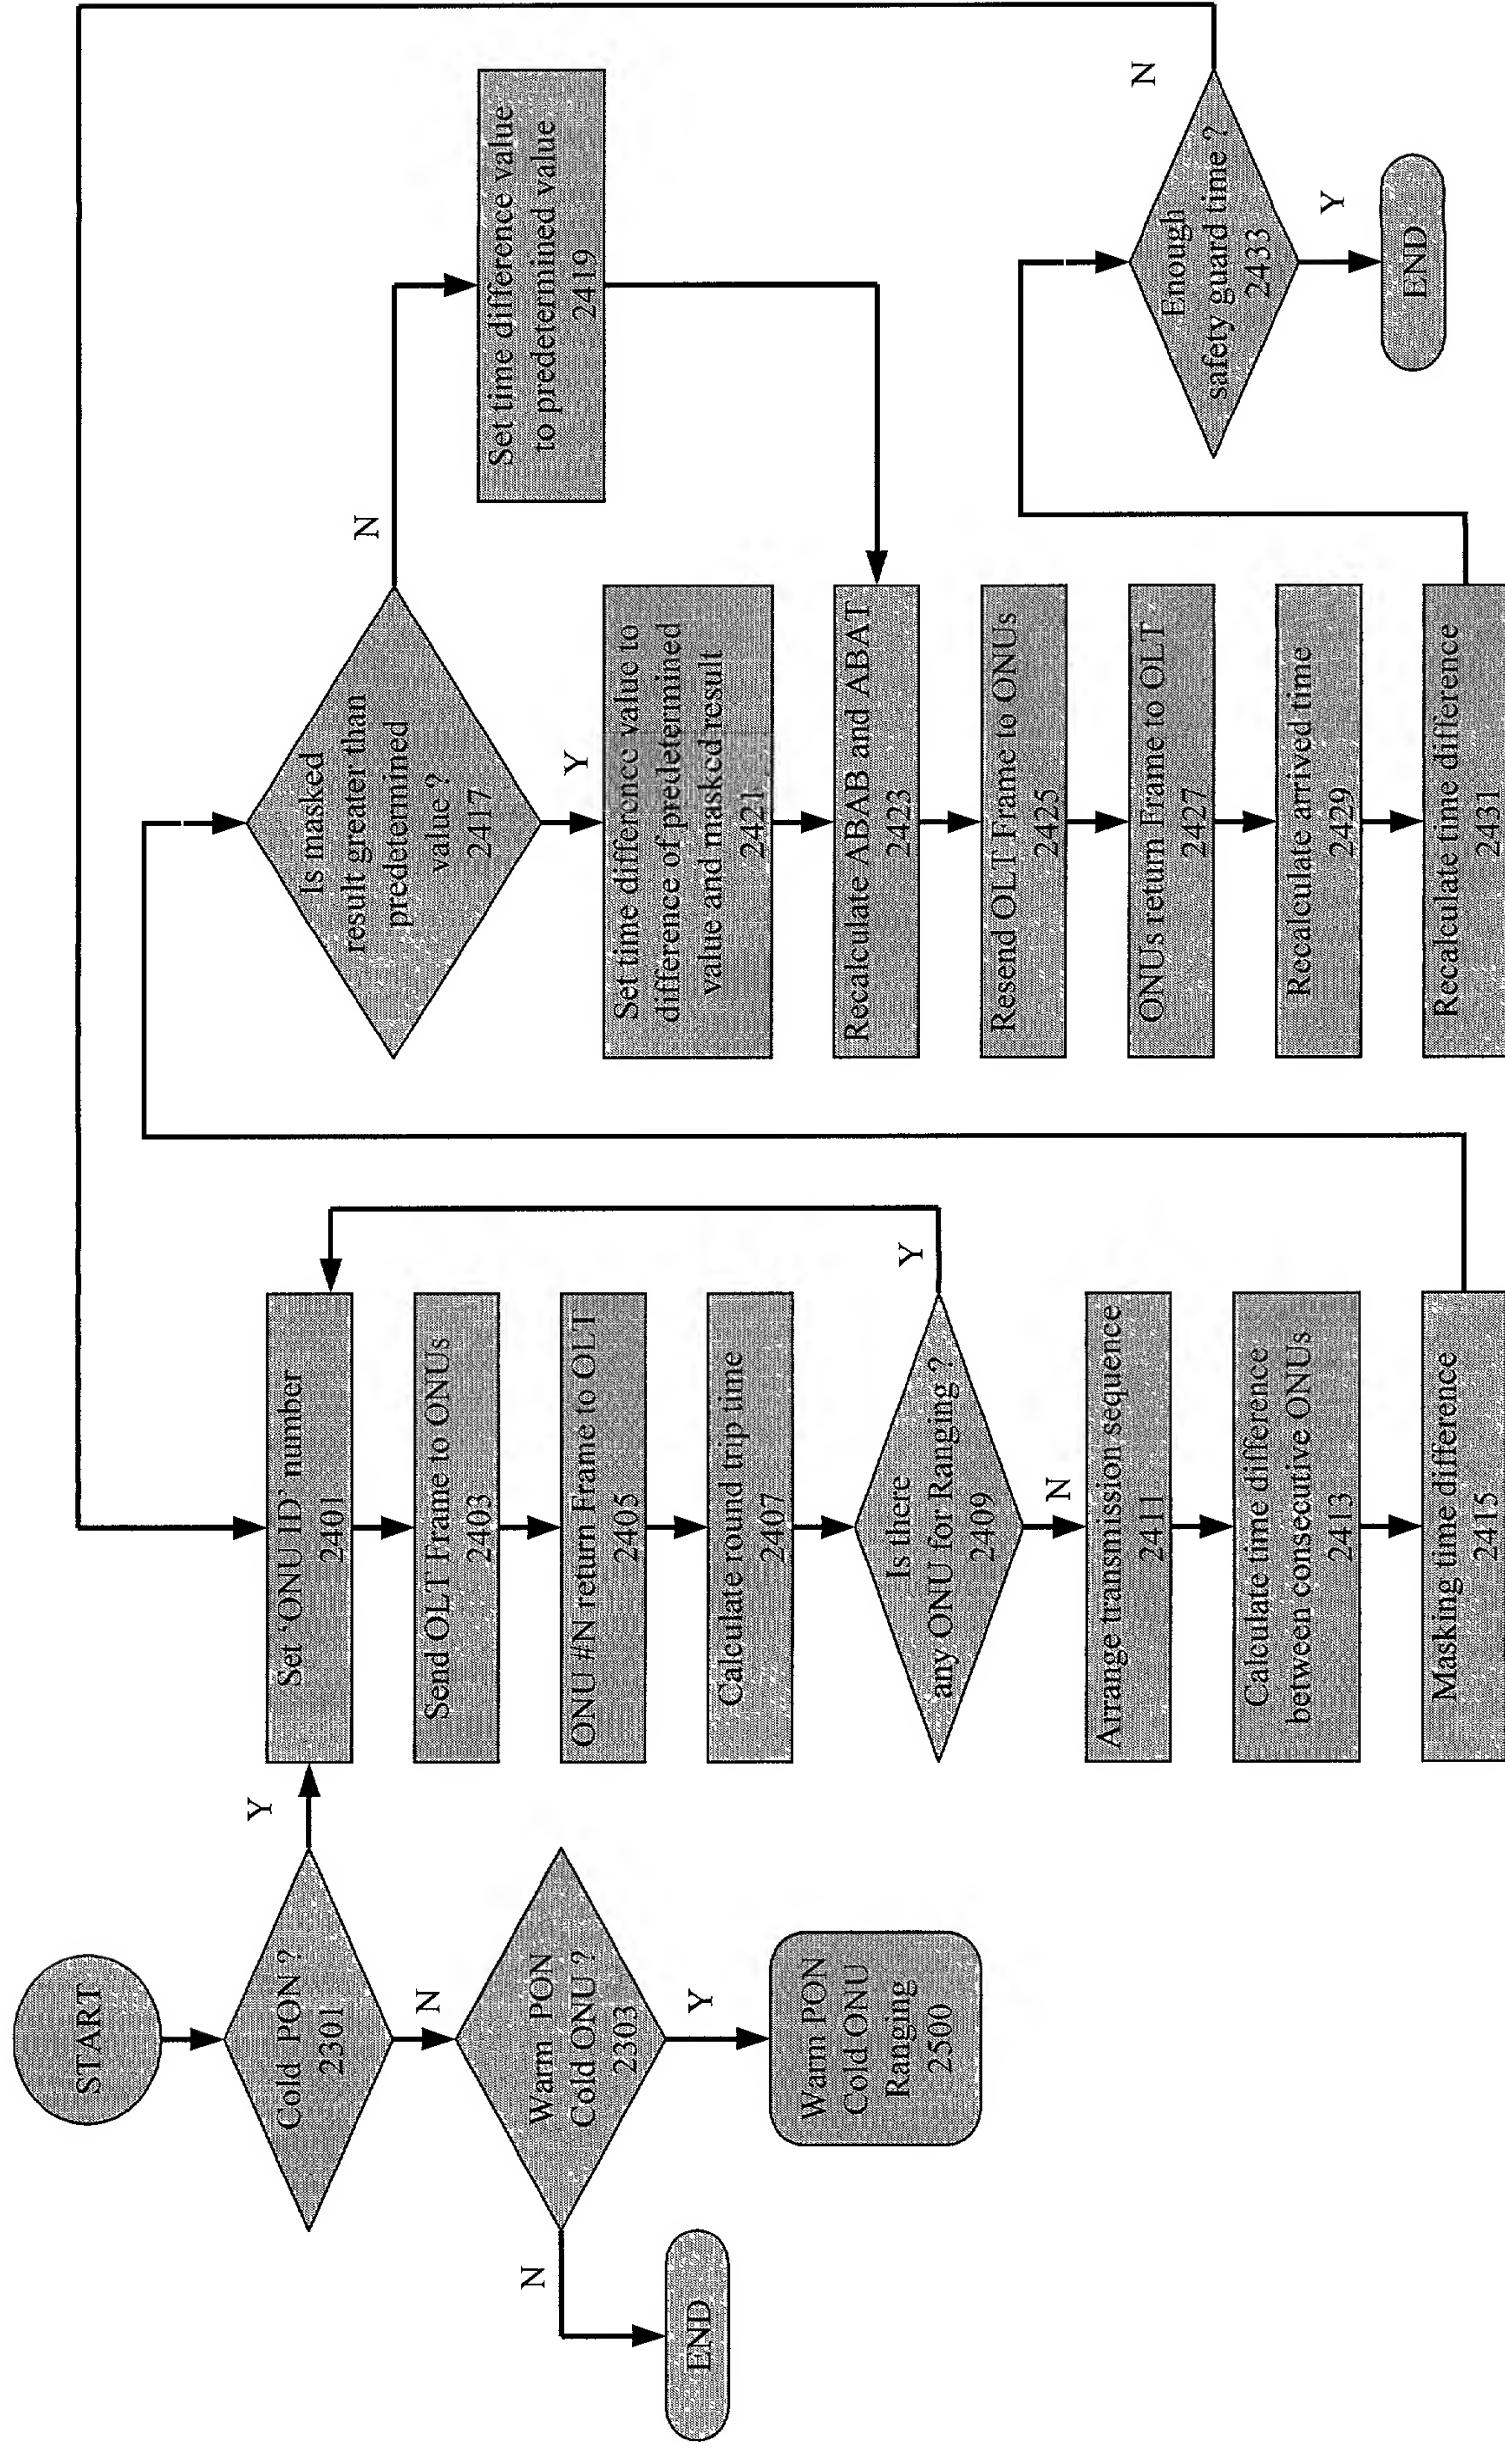 START
Cold PON ?
2301
Y
N
Warm PON
Cold ONU ?
2303
N
Y
END
Warm PON
Cold ONU
Ranging
2500
Set ‘ONU ID’ number
2401
Send OLT Frame to ONUs
2403
ONU #N return Frame to OLT
2405
Calculate round trip time
2407
Is there
any ONU for Ranging ?
2409
Y
N
Arrange transmission sequence
2411
Calculate time difference
between consecutive ONUs
2413
Masking time difference
2415
Is masked
result greater than
predetermined
value ?
2417
N
Y
Set time difference value
to predetermined value
2419
Set time difference value to
difference of predetermined
value and masked result
2421
Recalculate ABAB and ABAT
2423
Resend OLT Frame to ONUs
2425
ONUs return Frame to OLT
2427
Recalculate arrived time
2429
Recalculate time difference
2431
Enough
safety guard time ?
2433
N
Y
END